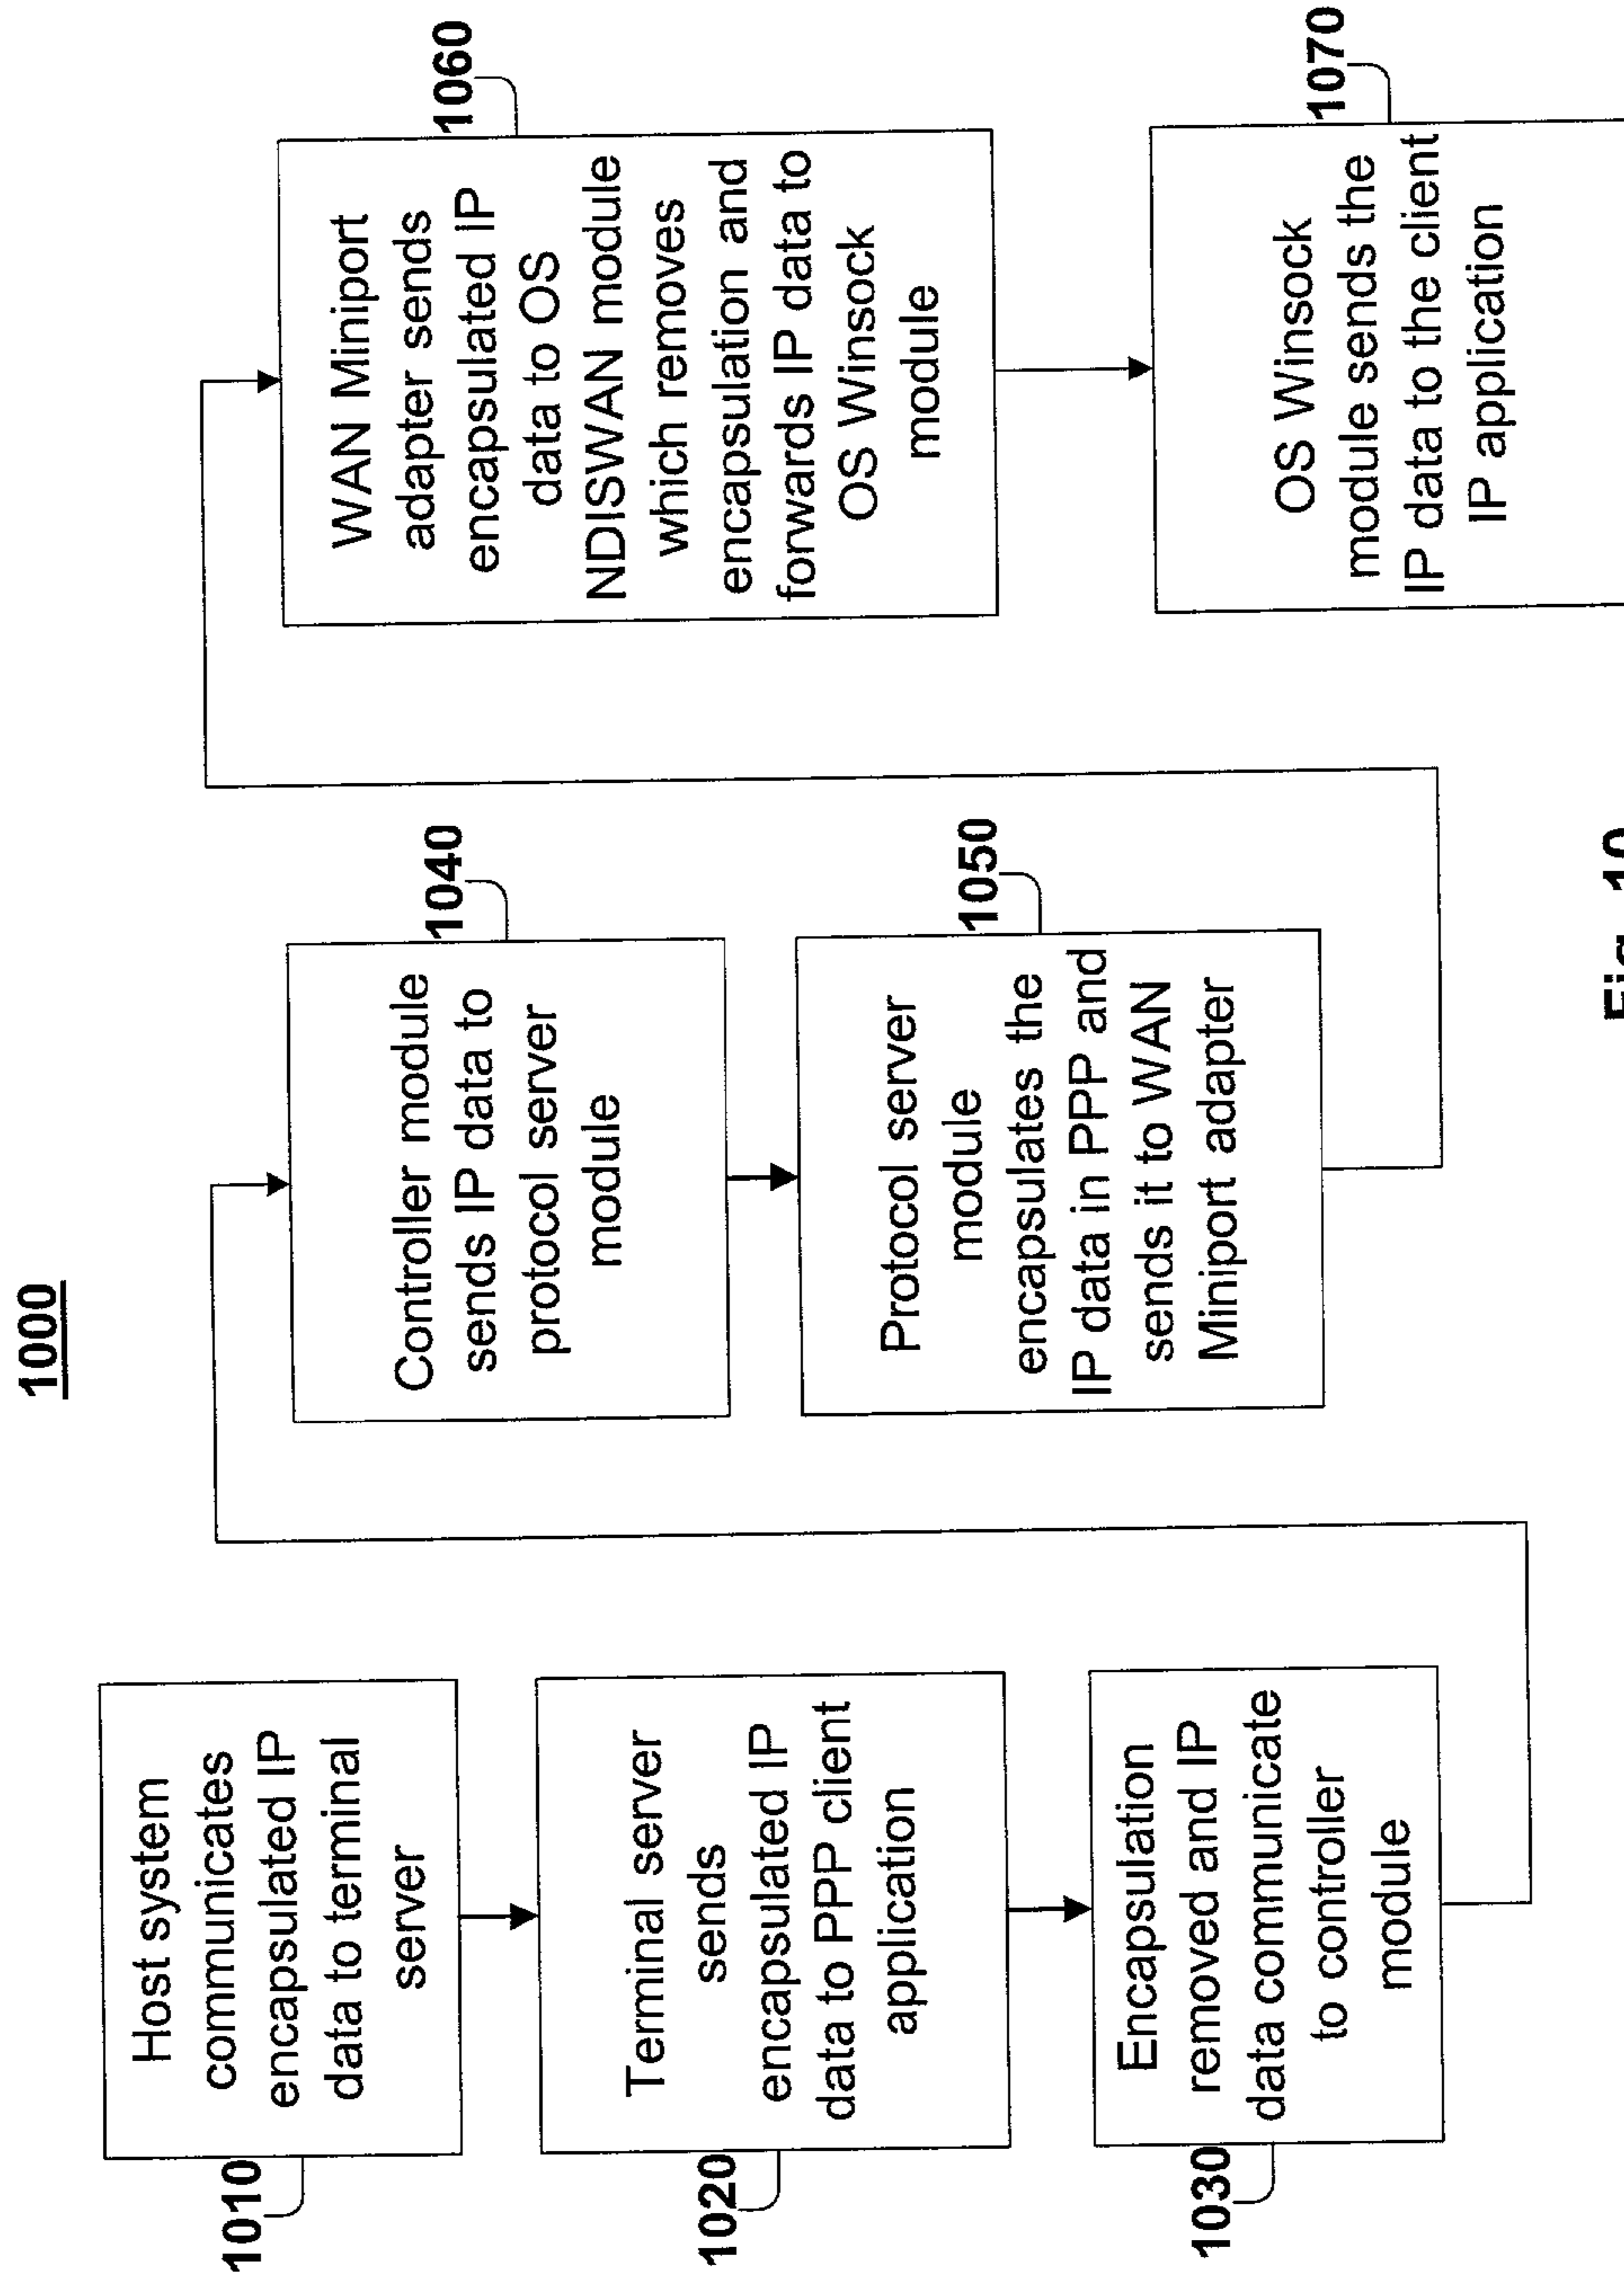 1000
Host system
communicates
encapsulated IP
data to terminal
server
1010
Terminal server
sends
encapsulated IP
data to PPP client
application
1020
Encapsulation
removed and IP
data communicate
to controller
module
1030
Controller module
sends IP data to
protocol server
module
1040
Protocol server
module
encapsulates the
IP data in PPP and
sends it to WAN
Miniport adapter
1050
WAN Miniport
adapter sends
encapsulated IP
data to OS
NDISWAN module
which removes
encapsulation and
forwards IP data to
OS Winsock
module
1060
OS Winsock
module sends the
IP data to the client
IP application
1070
Fig. 10